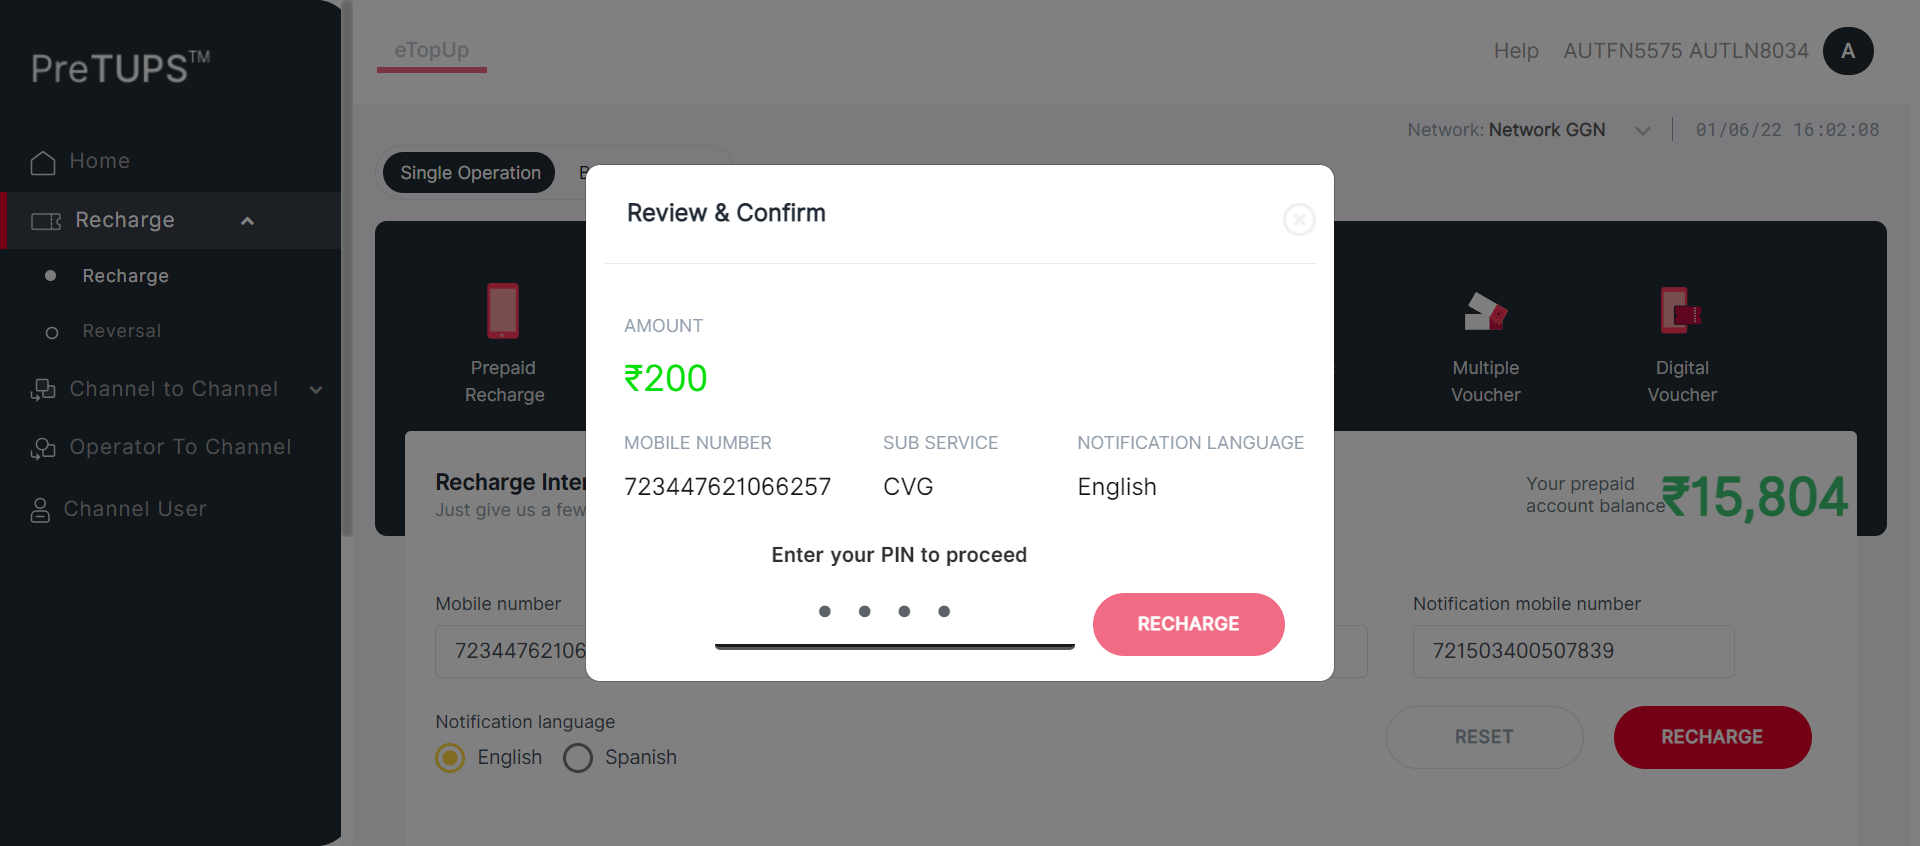 PreTUPS™
eTopUp
Help
AUTFN5575 AUTLN8034
A
Network: Network GGN
01/06/22 16:02:08
Home
Recharge
Recharge
Reversal
Channel to Channel
Operator To Channel
Channel User
Single Operation
Prepaid
Recharge
Multiple
Voucher
Digital
Voucher
Review & Confirm
AMOUNT
₹200
MOBILE NUMBER
SUB SERVICE
NOTIFICATION LANGUAGE
723447621066257
CVG
English
Enter your PIN to proceed
RECHARGE
Recharge
Just give us a few
Your prepaid
account balance
₹15,804
Mobile number
72344762106
Notification mobile number
721503400507839
Notification language
English
Spanish
RESET
RECHARGE